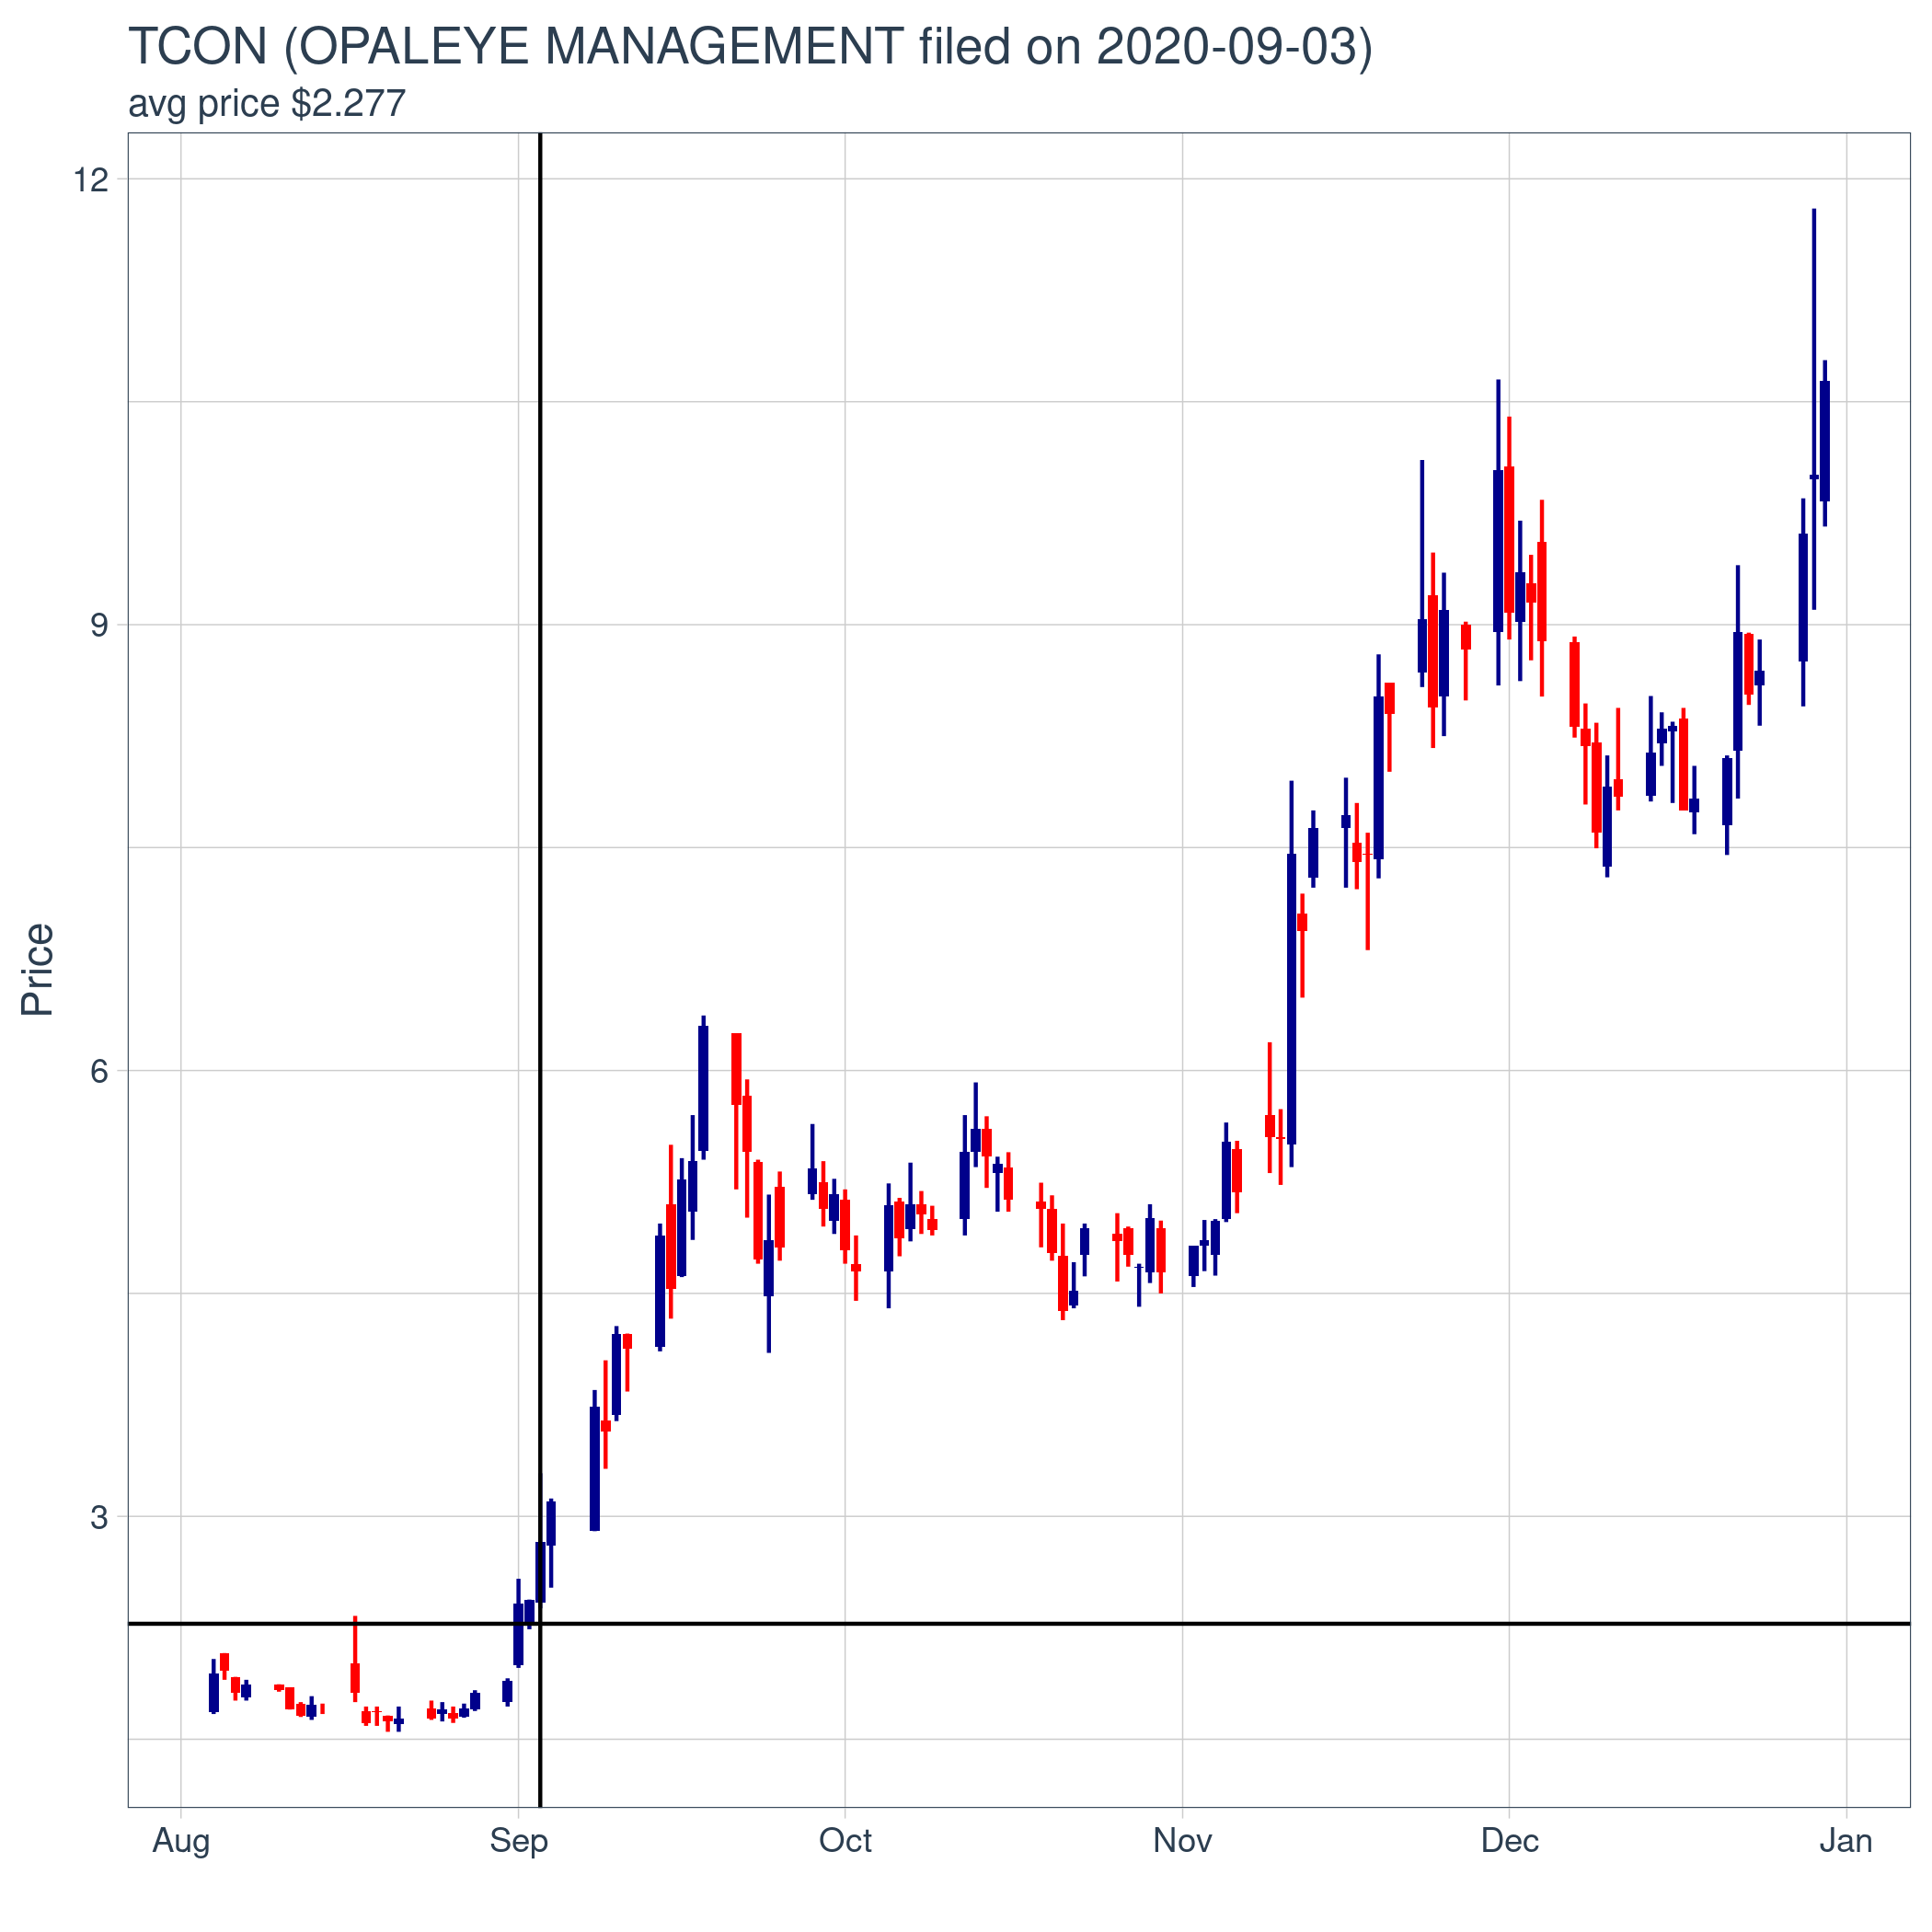 TCON (OPALEYE MANAGEMENT filed on 2020-09-03)
avg price $2.277
12
9
6
3
Price
Aug Sep Oct Nov Dec Jan